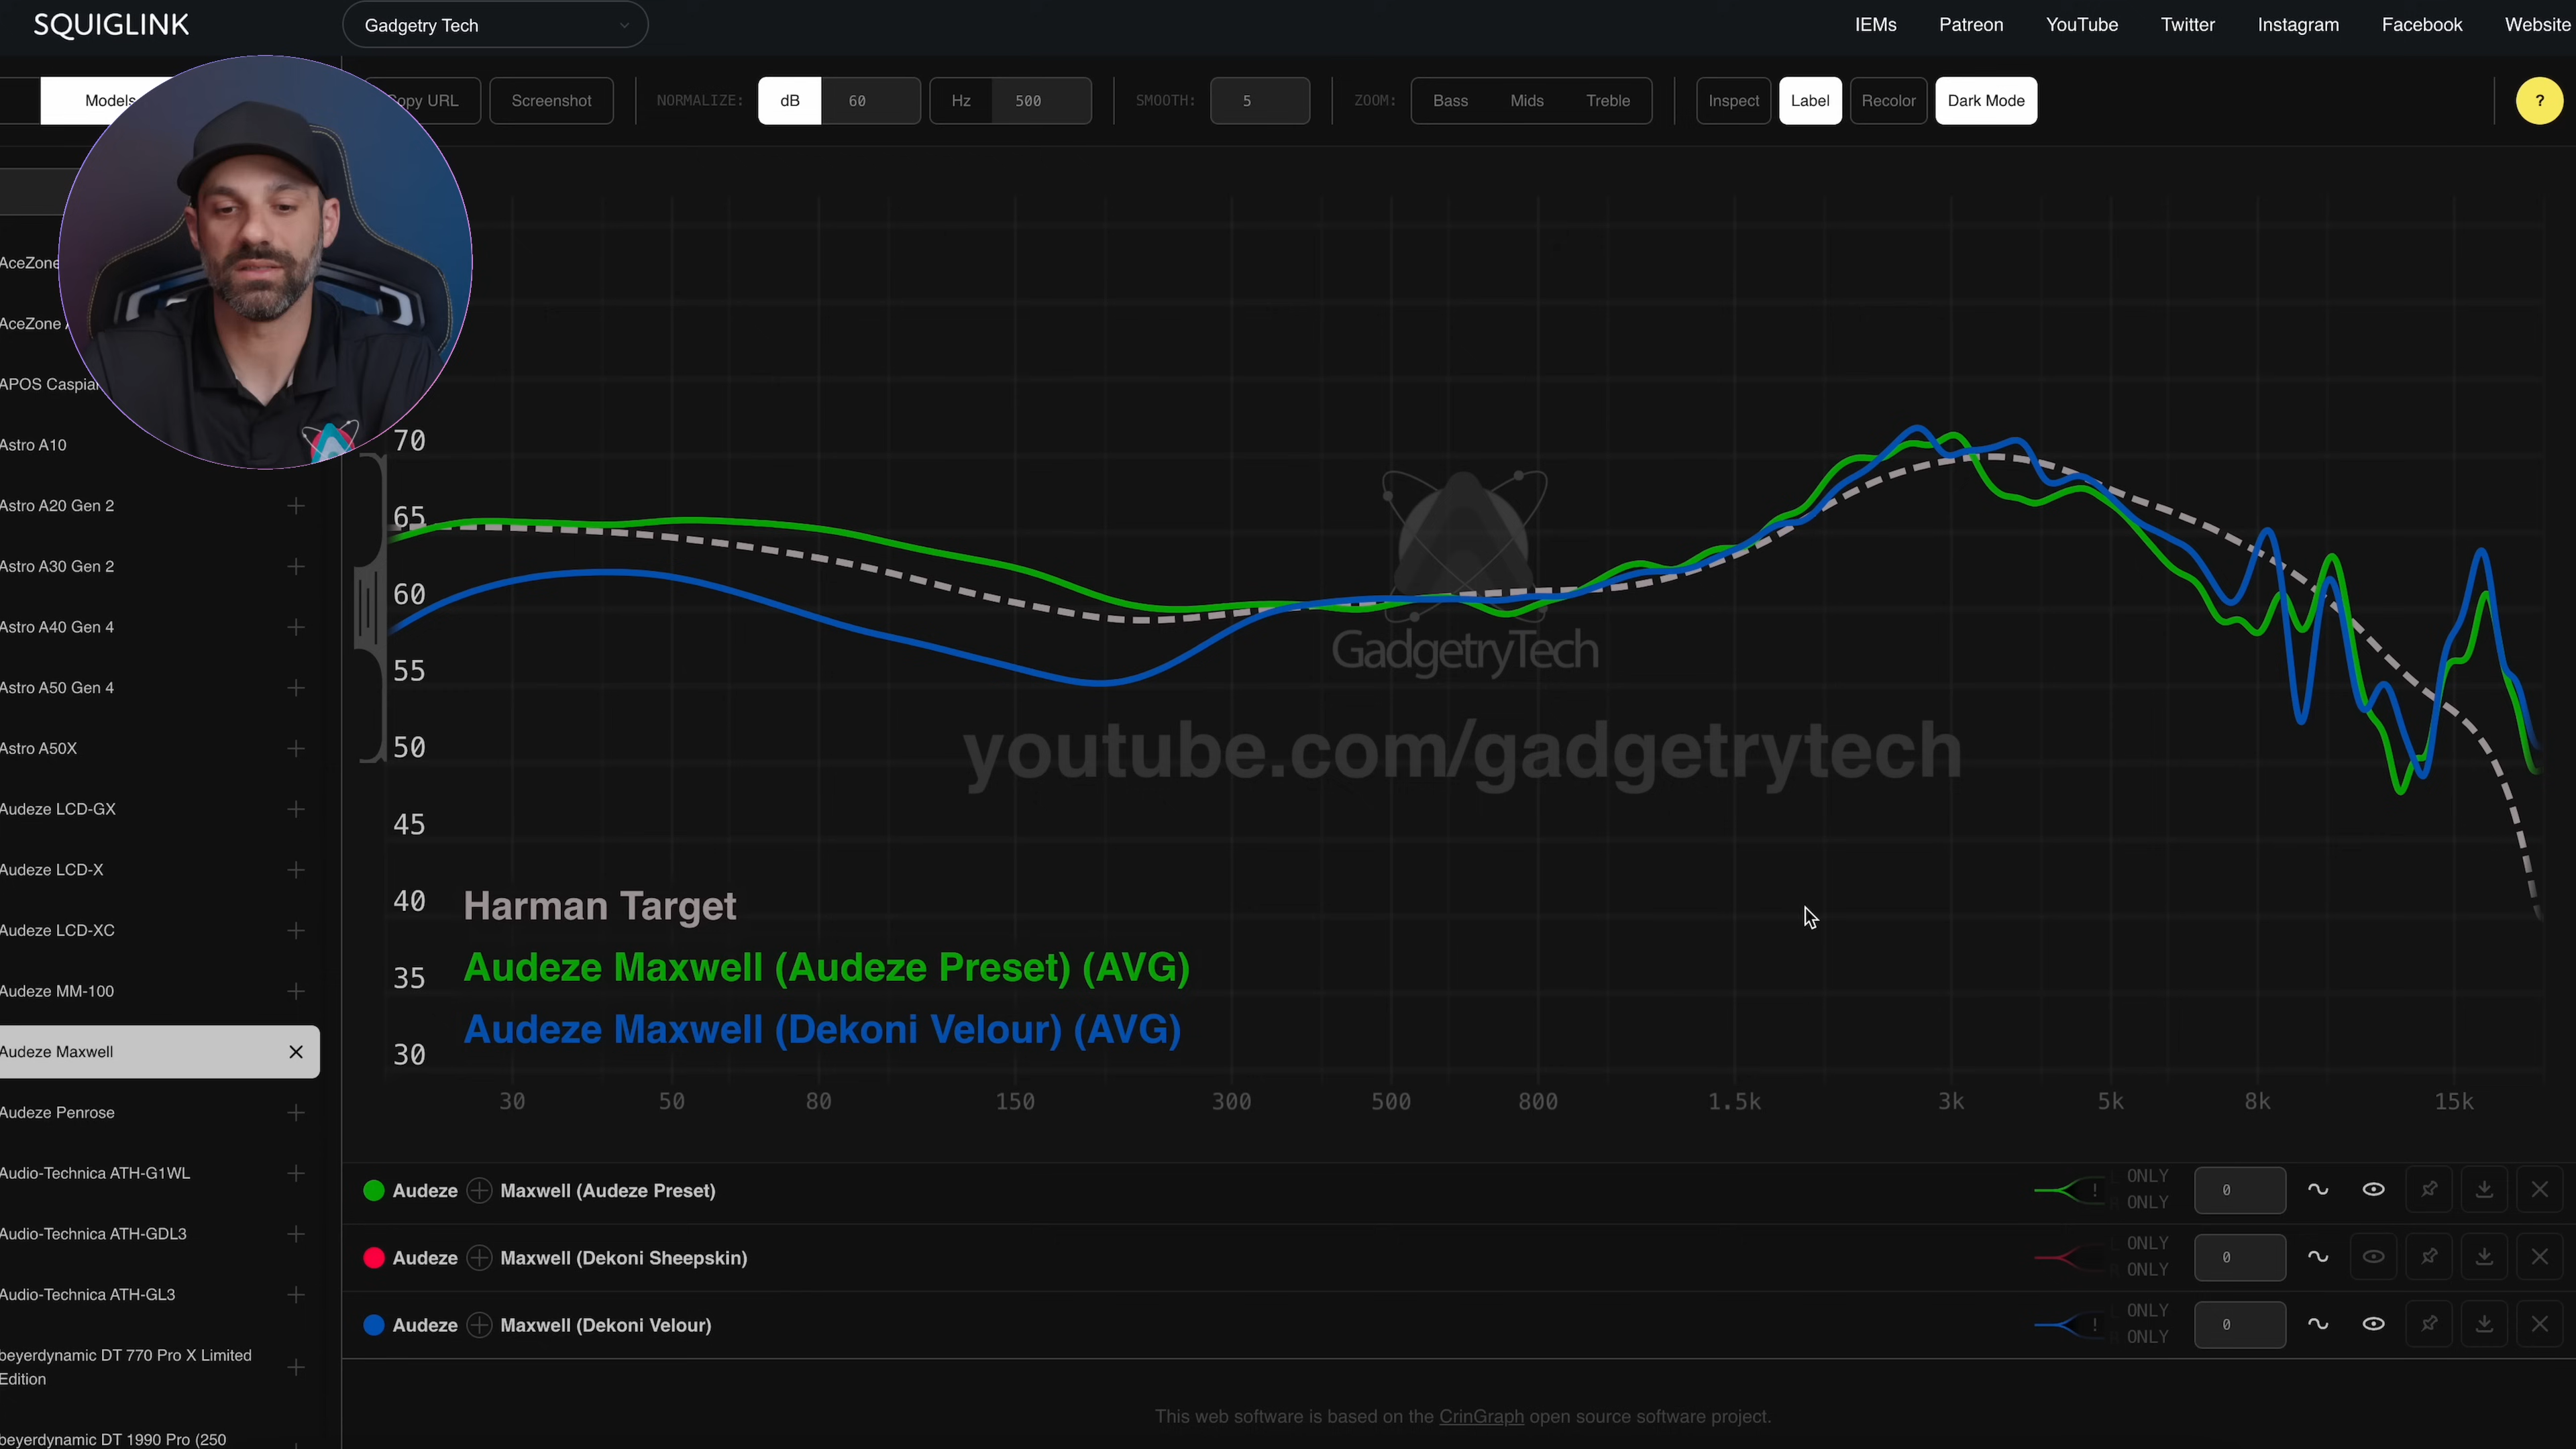 SQUIGLINK
Gadgetry Tech
IEMs
Patreon
YouTube
Twitter
Instagram
Facebook
Website
Models
opy URL
Screenshot
NORMALIZE:
dB
60
Hz
500
SMOOTH:
5
ZOOM:
Bass
Mids
Treble
Inspect
Label
Recolor
Dark Mode
?
AceZone
AceZone
APOS Caspian
Astro A10
Astro A20 Gen 2
Astro A30 Gen 2
Astro A40 Gen 4
Astro A50 Gen 4
Astro A50X
Audeze LCD-GX
Audeze LCD-X
Audeze LCD-XC
Audeze MM-100
Audeze Maxwell
Audeze Penrose
Audio-Technica ATH-G1WL
Audio-Technica ATH-GDL3
Audio-Technica ATH-GL3
beyerdynamic DT 770 Pro X Limited
Edition
beyerdynamic DT 1990 Pro (250
70
65
60
55
50
45
40
35
30
GadgetryTech
youtube.com/gadgetrytech
Harman Target
Audeze Maxwell (Audeze Preset) (AVG)
Audeze Maxwell (Dekoni Velour) (AVG)
30
50
80
150
300
500
800
1.5k
3k
5k
8k
15k
Audeze Maxwell (Audeze Preset)
! ONLY
ONLY
0
Audeze Maxwell (Dekoni Sheepskin)
ONLY
ONLY
0
Audeze Maxwell (Dekoni Velour)
! ONLY
ONLY
0
This web software is based on the CrinGraph open source software project.